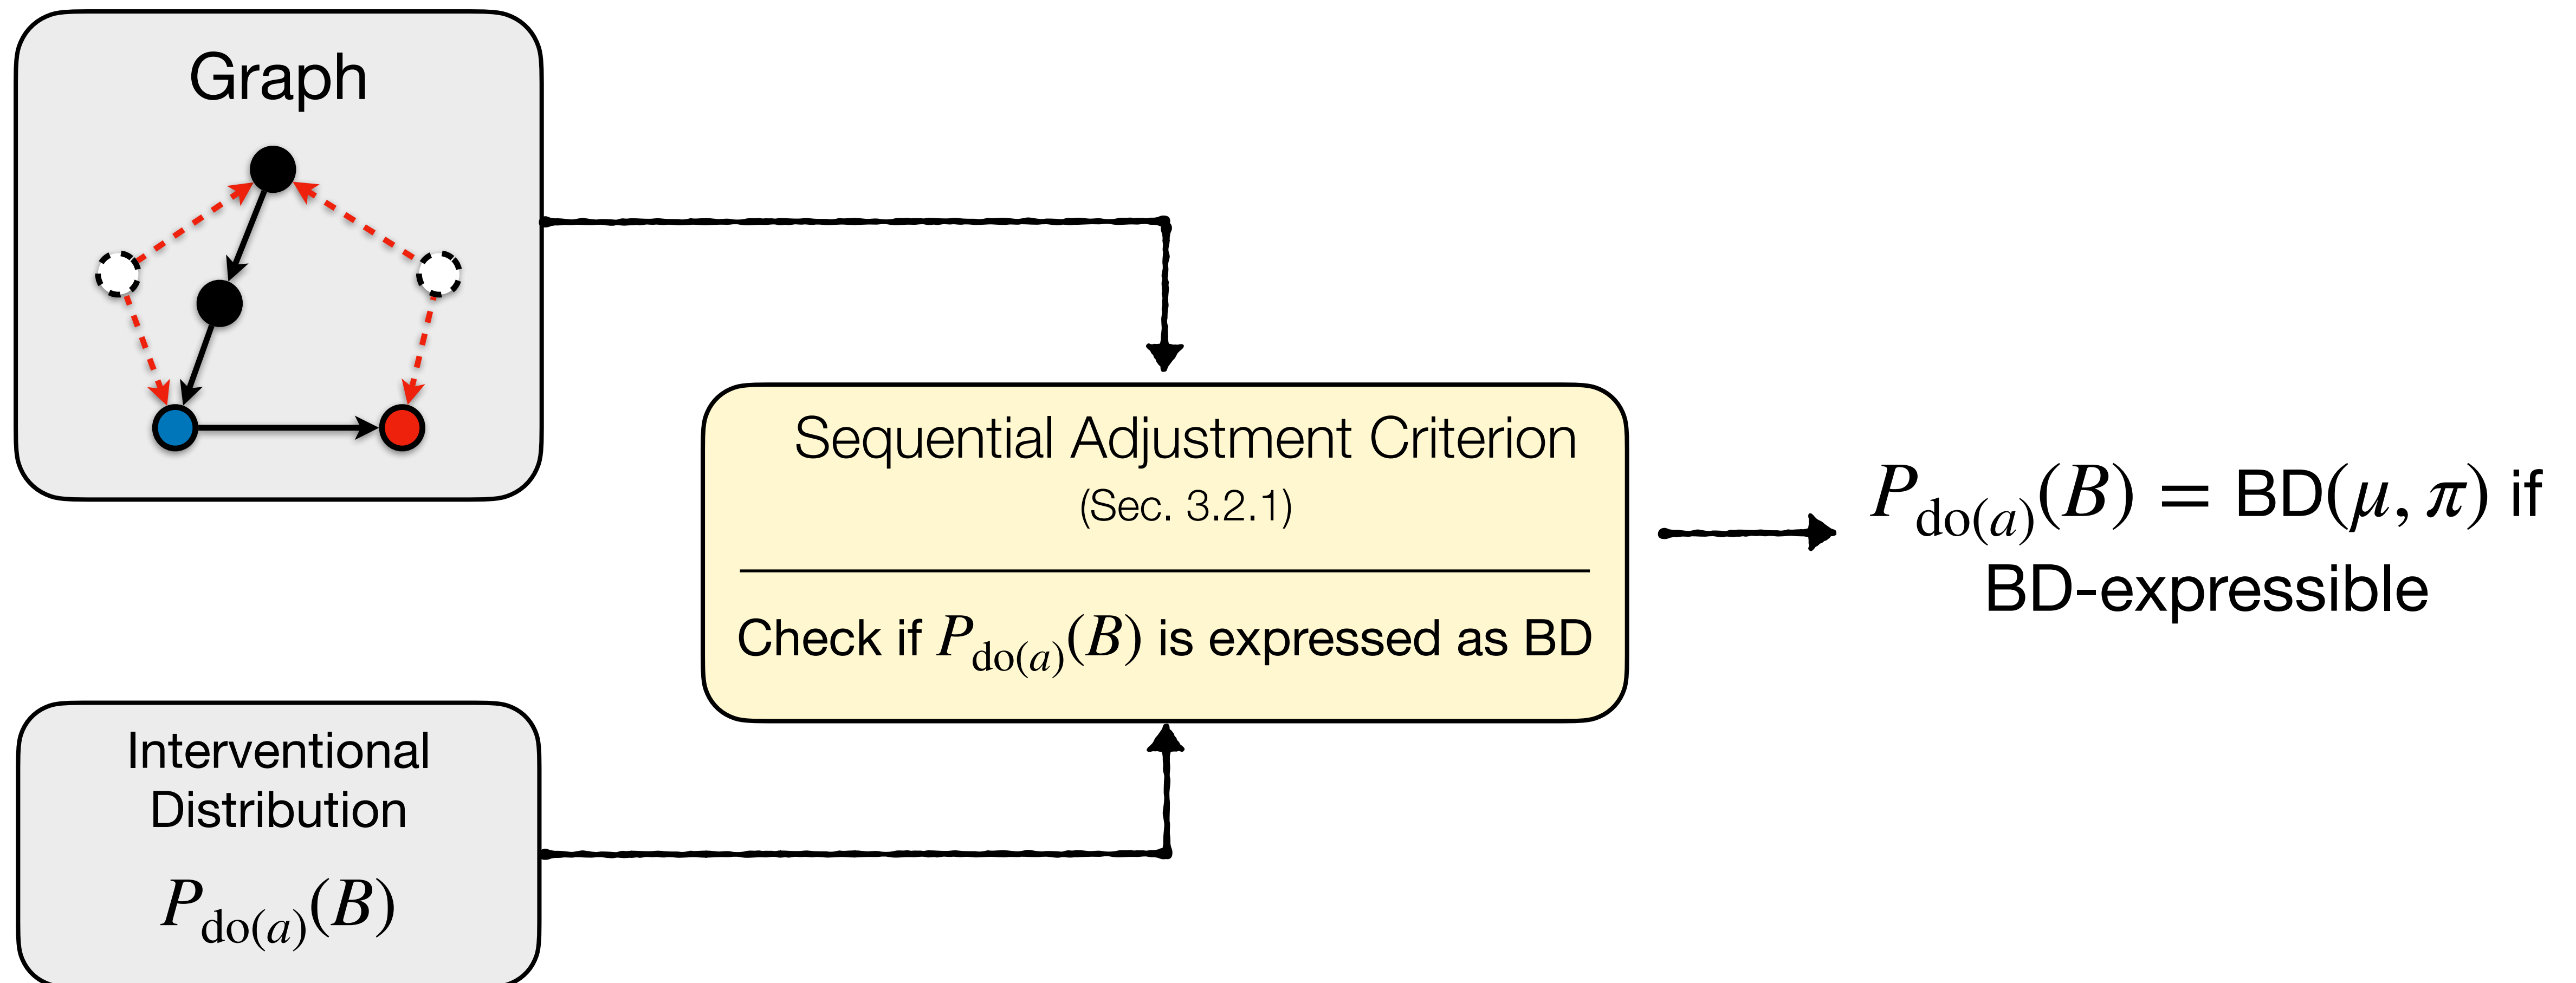 Graph
Sequential Adjustment Criterion
(Sec. 3.2.1)
Check if P_do(a)(B) is expressed as BD
P_do(a)(B) = BD(μ, π) if
BD-expressible
Interventional
Distribution
P_do(a)(B)